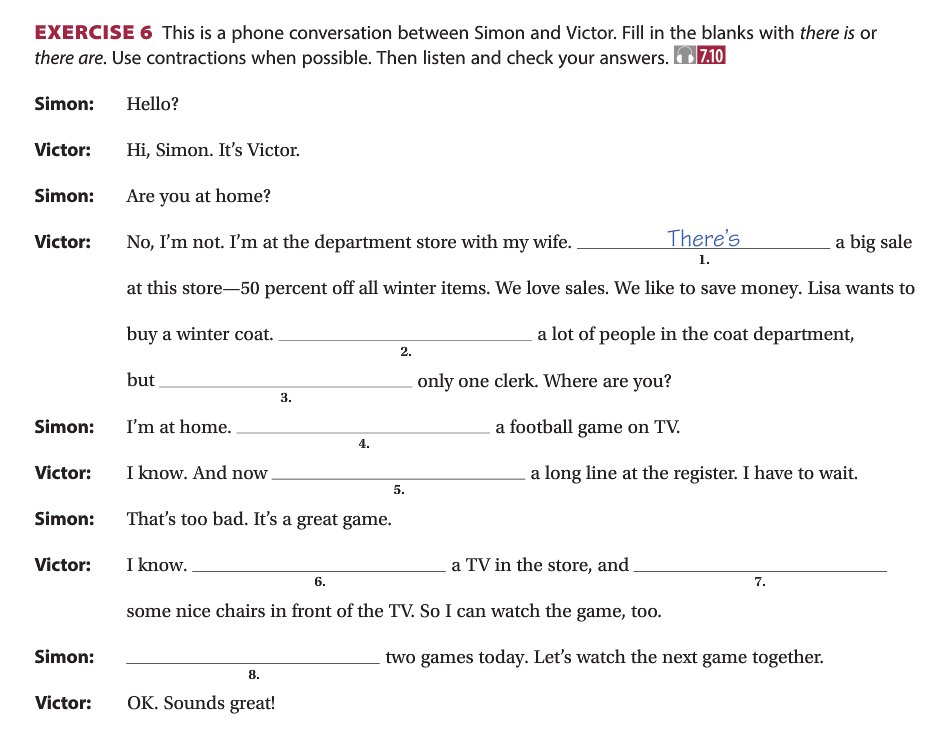 EXERCISE 6 This is a phone conversation between Simon and Victor. Fill in the blanks with there is or
there are. Use contractions when possible. Then listen and check your answers. 7.10
Simon: Hello?
Victor: Hi, Simon. It's Victor.
Simon: Are you at home?
Victor: No, I'm not. I'm at the department store with my wife. There's a big sale
1.
at this store—50 percent off all winter items. We love sales. We like to save money. Lisa wants to
buy a winter coat. ____ a lot of people in the coat department,
2.
but ____ only one clerk. Where are you?
3.
Simon: I'm at home. ____ a football game on TV.
4.
Victor: I know. And now ____ a long line at the register. I have to wait.
5.
Simon: That's too bad. It's a great game.
Victor: I know. ____ a TV in the store, and ____
6. 7.
some nice chairs in front of the TV. So I can watch the game, too.
Simon: ____ two games today. Let's watch the next game together.
8.
Victor: OK. Sounds great!